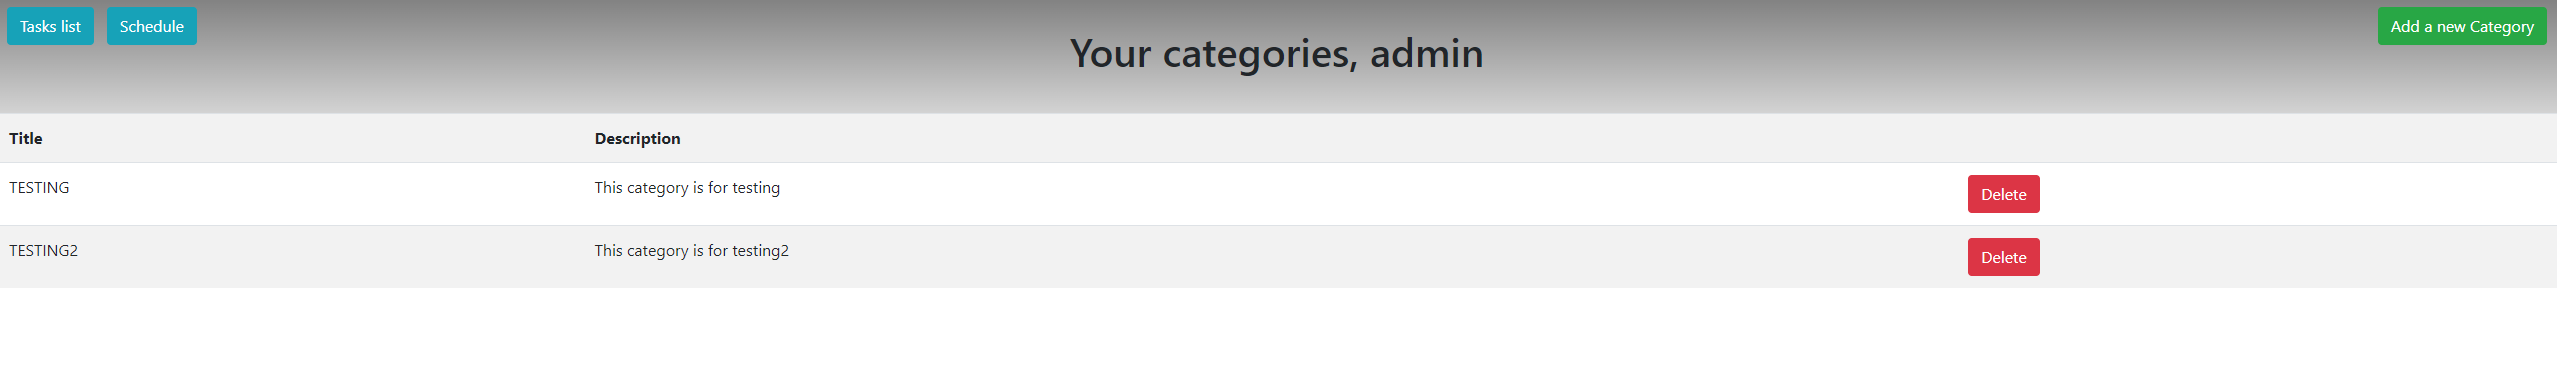 Tasks list Schedule Add a new Category
Your categories, admin
Title Description
TESTING This category is for testing Delete
TESTING2 This category is for testing2 Delete